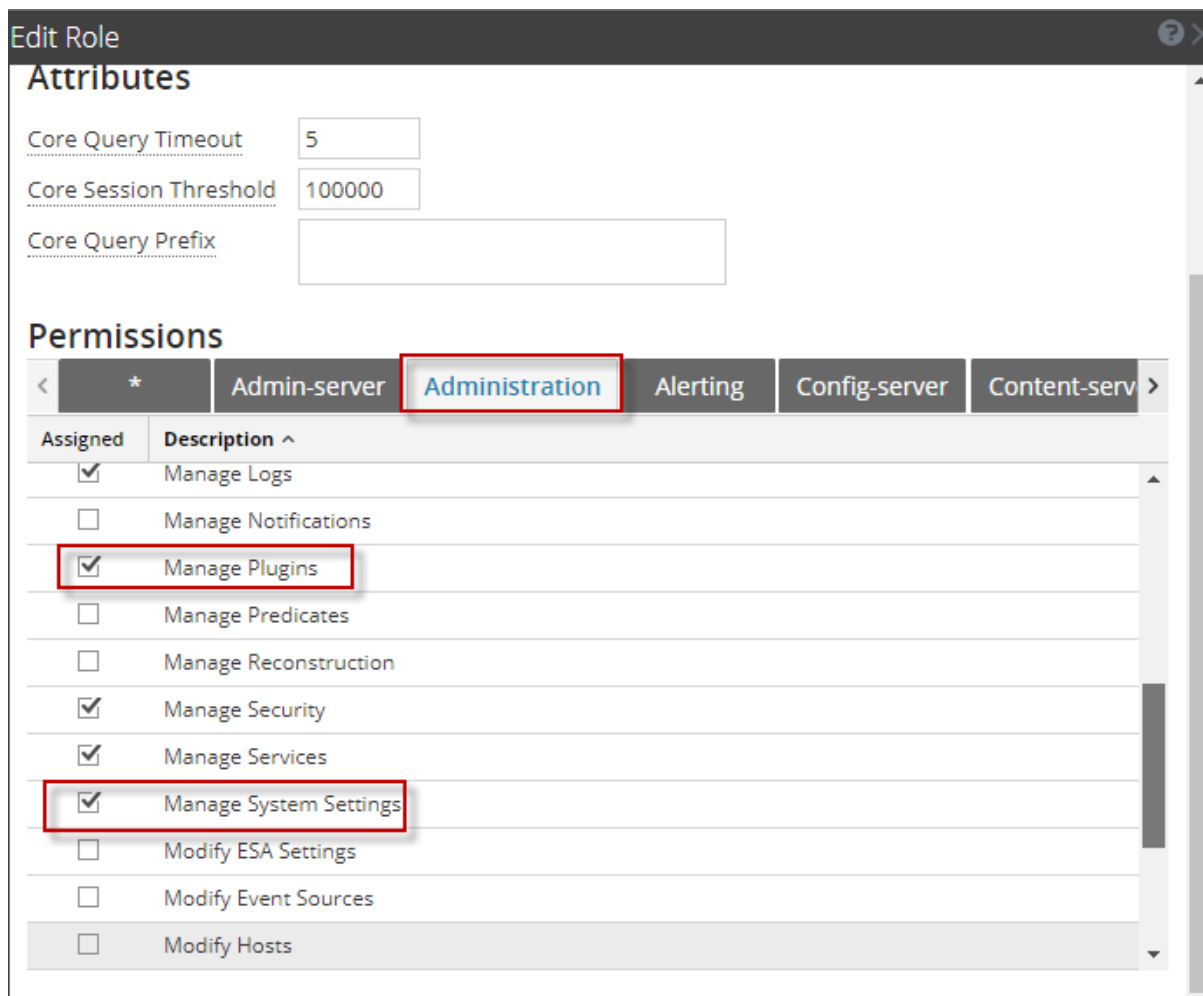 Edit Role
Attributes
Core Query Timeout 5
Core Session Threshold 100000
Core Query Prefix
Permissions
* Admin-server Administration Alerting Config-server Content-serv
Assigned Description
Manage Logs
Manage Notifications
Manage Plugins
Manage Predicates
Manage Reconstruction
Manage Security
Manage Services
Manage System Settings
Modify ESA Settings
Modify Event Sources
Modify Hosts